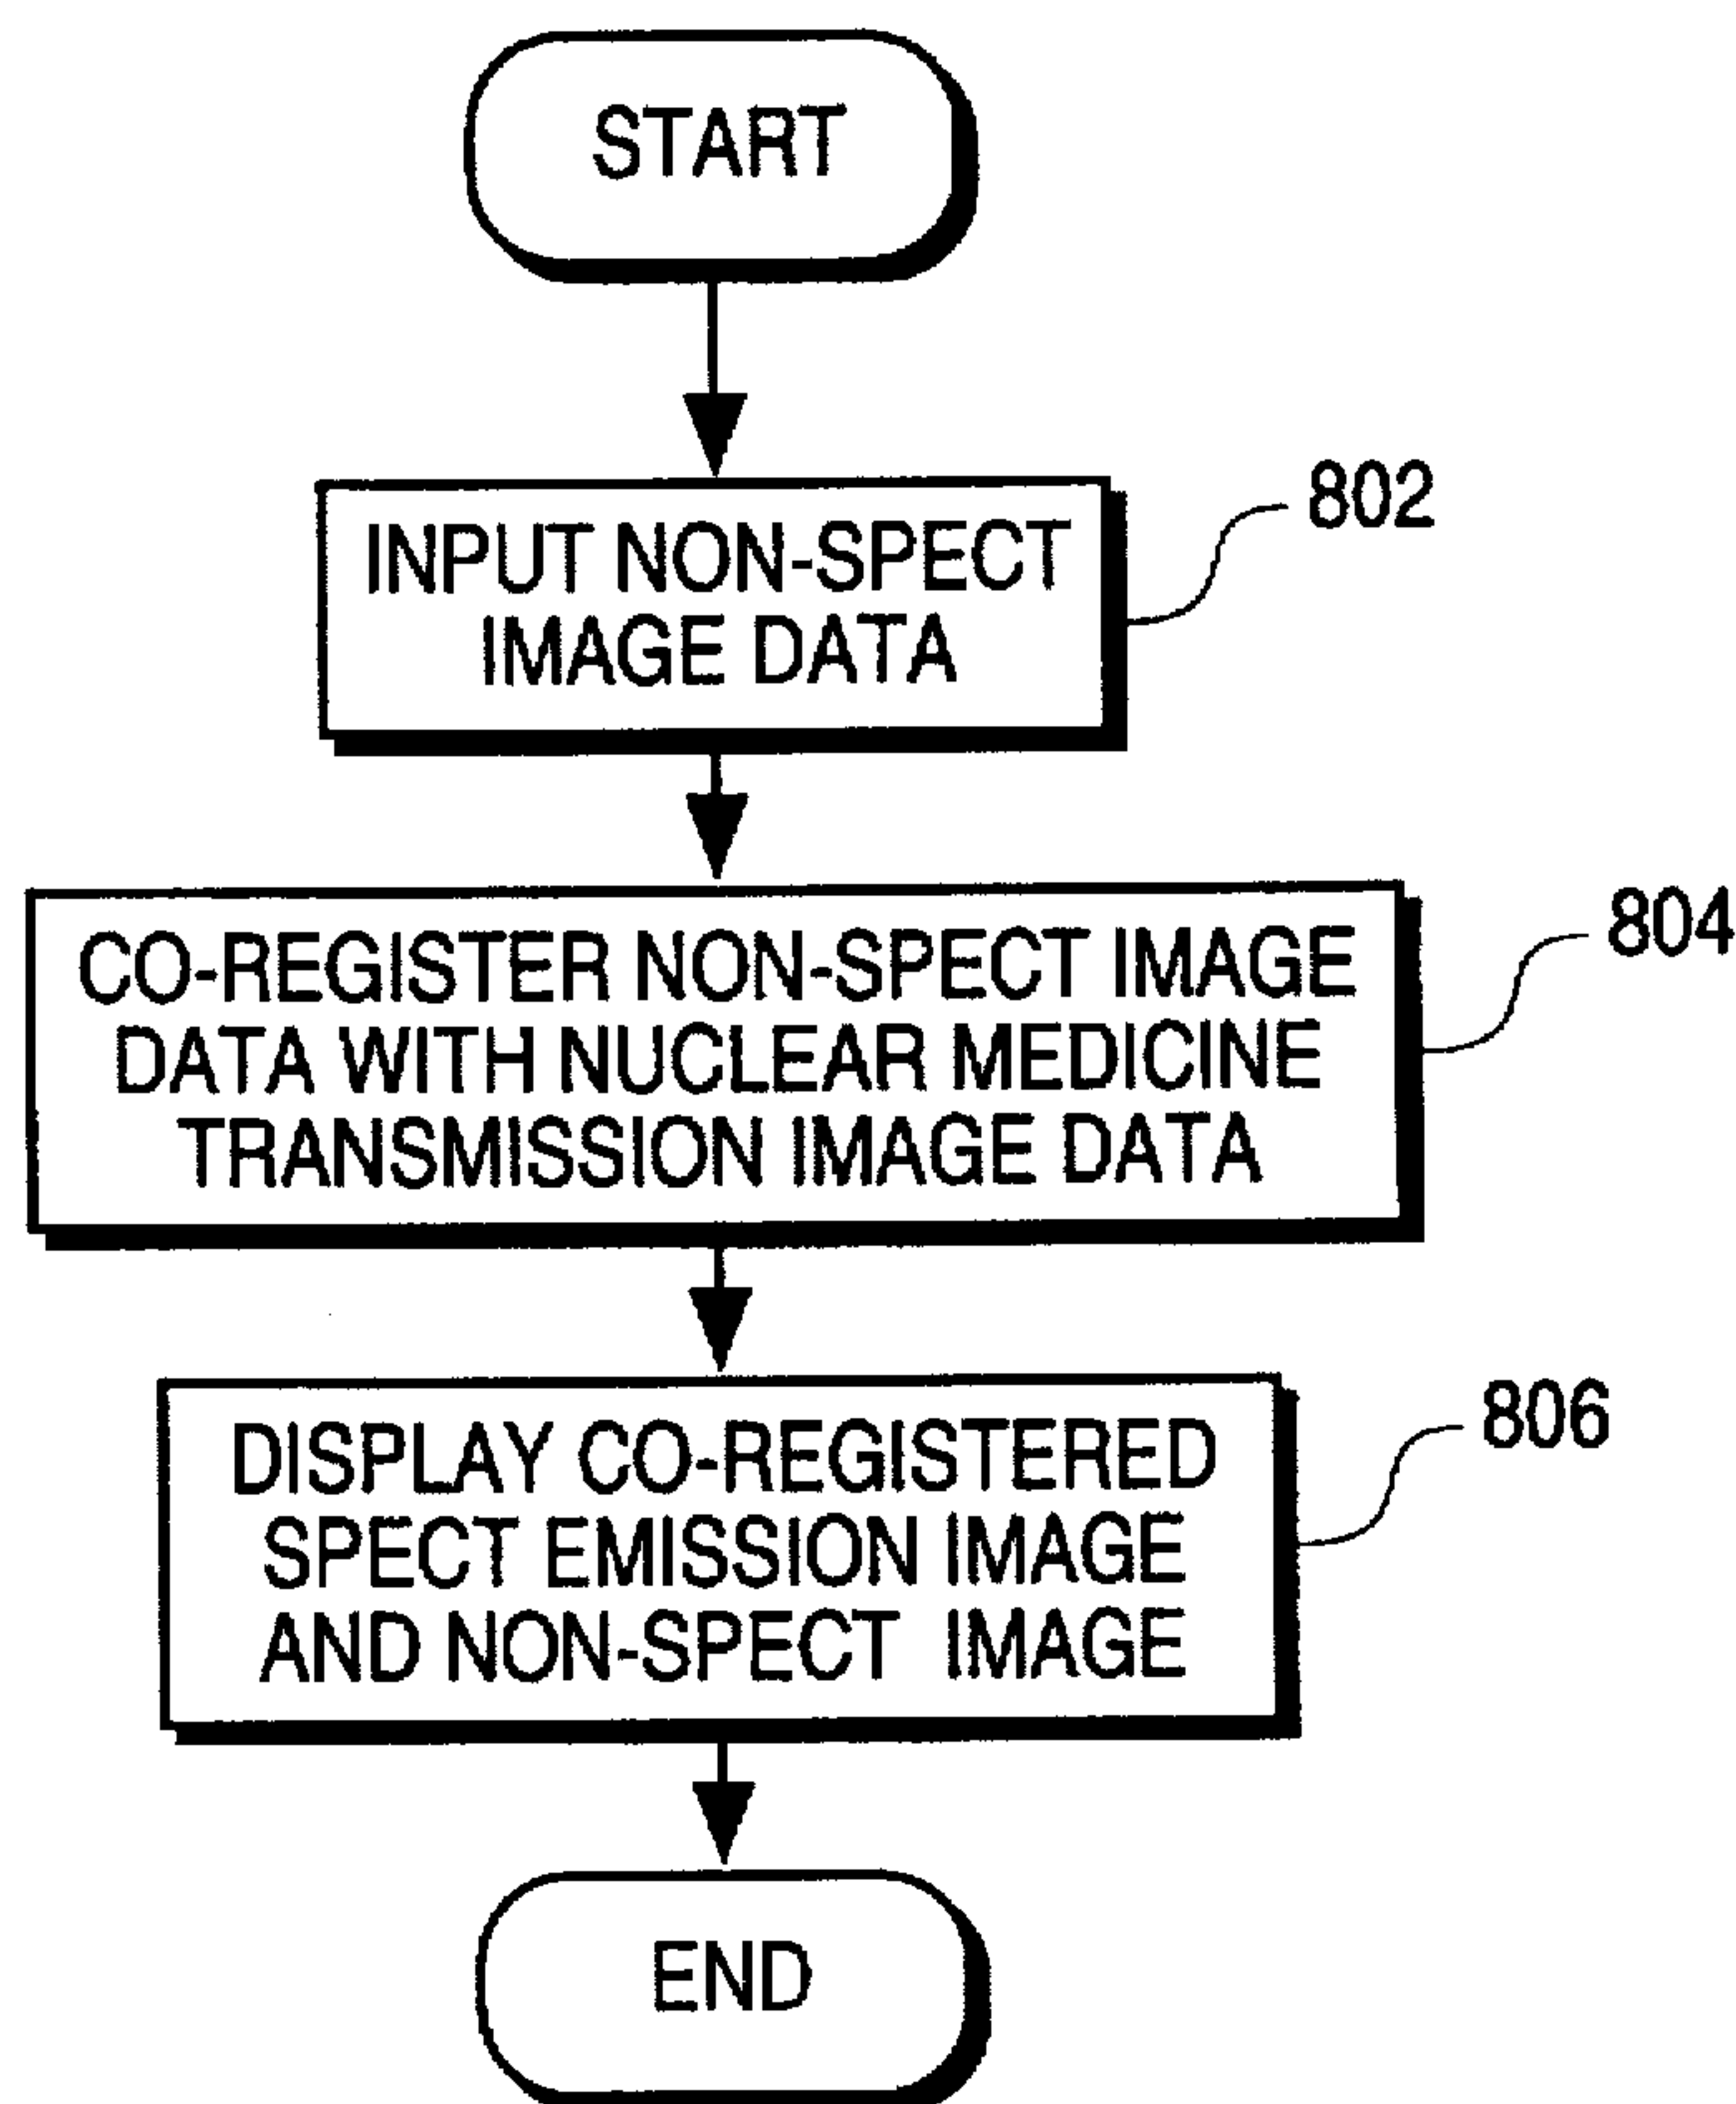 START
802
INPUT NON-SPECT
IMAGE DATA
804
CO-REGISTER NON-SPECT IMAGE
DATA WITH NUCLEAR MEDICINE
TRANSMISSION IMAGE DATA
806
DISPLAY CO-REGISTERED
SPECT EMISSION IMAGE
AND NON-SPECT IMAGE
END